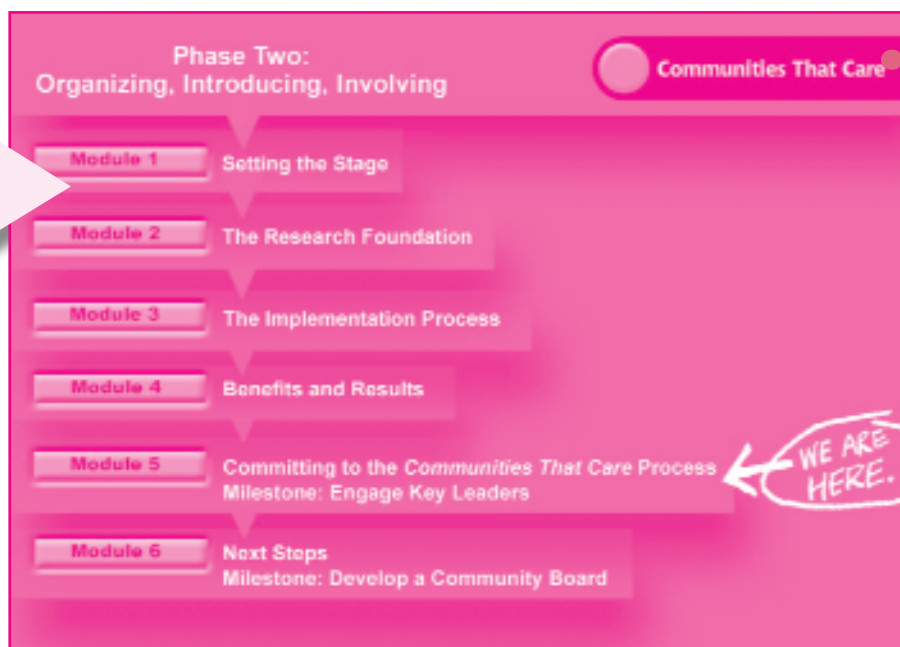 Phase Two:
Organizing, Introducing, Involving
Communities That Care
Module 1
Setting the Stage
Module 2
The Research Foundation
Module 3
The Implementation Process
Module 4
Benefits and Results
Module 5
Committing to the Communities That Care Process
Milestone: Engage Key Leaders
WE ARE
HERE.
Module 6
Next Steps
Milestone: Develop a Community Board